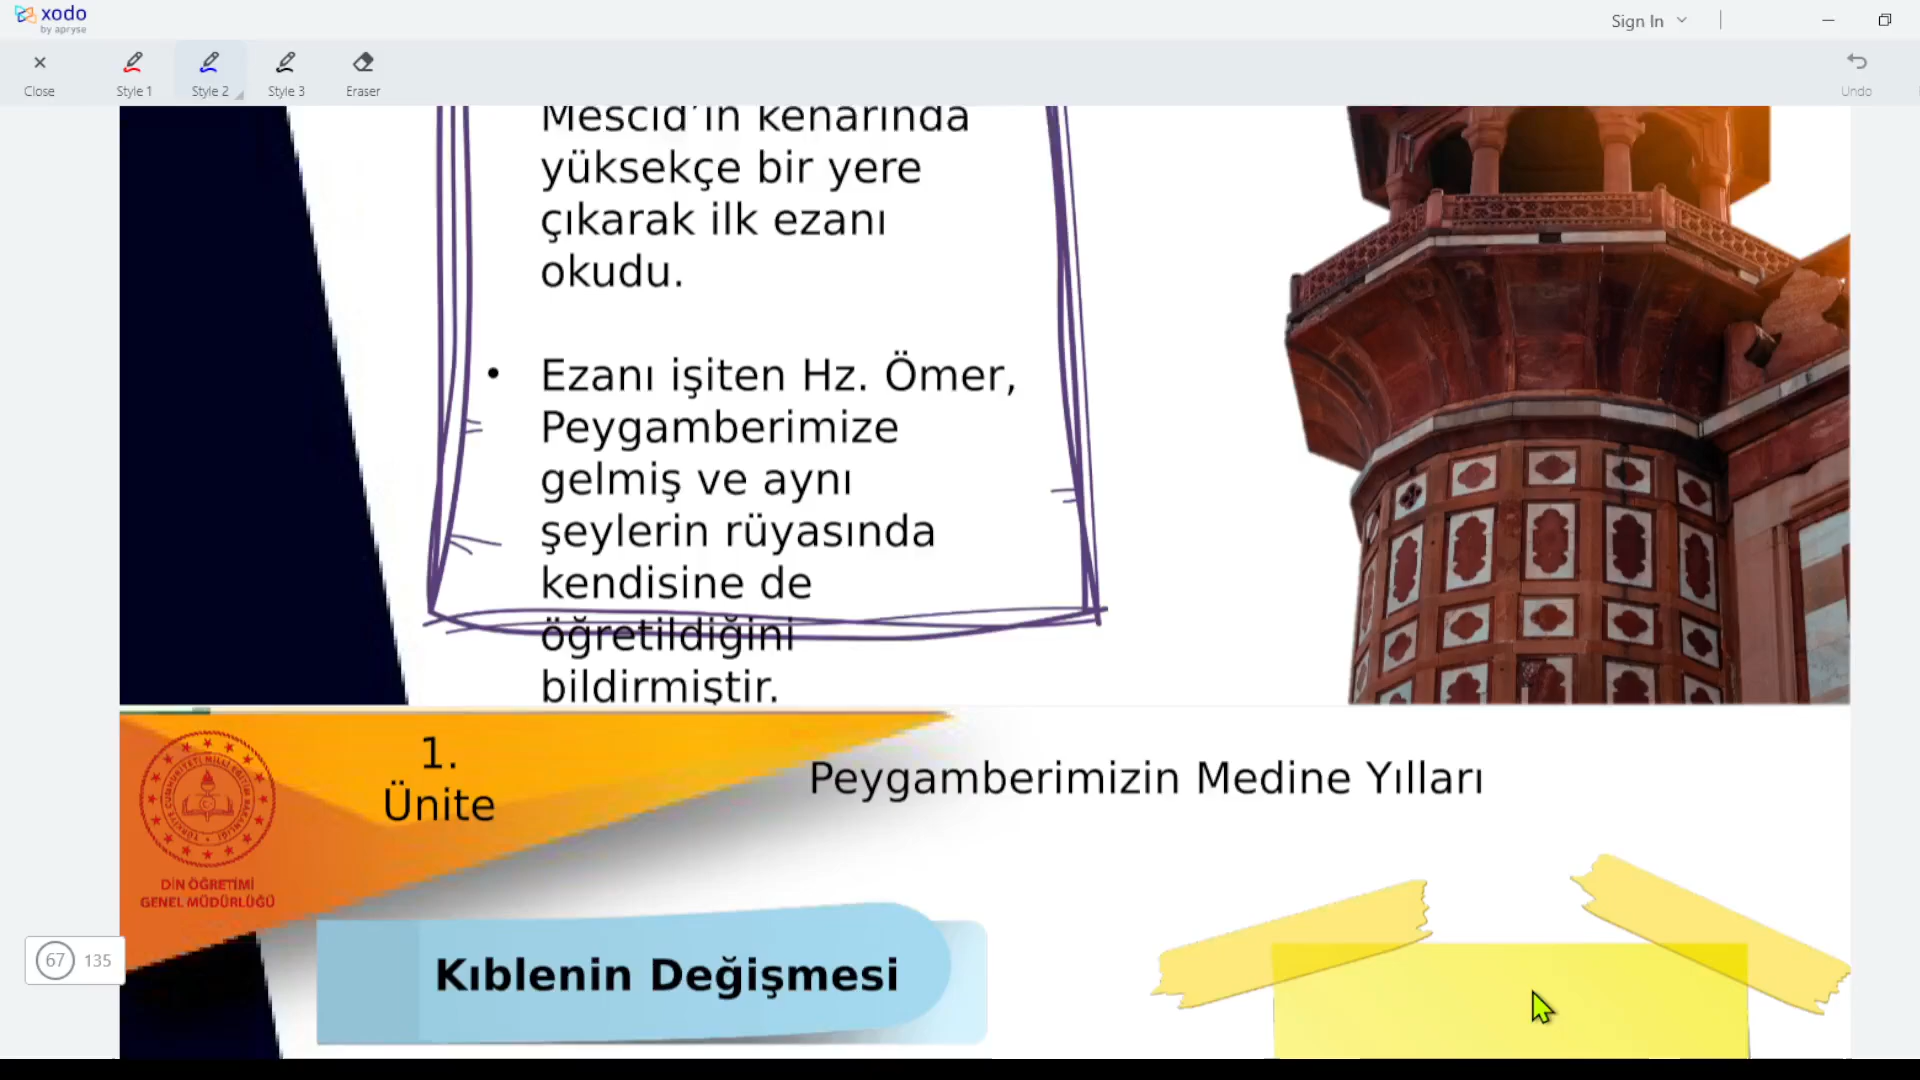 xodo
by apryse
Sign In
Close
Style 1
Style 2
Style 3
Eraser
Undo
Mescid'in kenarında
yüksekçe bir yere
çıkarak ilk ezanı
okudu.
• Ezanı işiten Hz. Ömer,
Peygamberimize
gelmiş ve aynı
şeylerin rüyasında
kendisine de
öğretildiğini
bildirmiştir.
1.
Ünite
Peygamberimizin Medine Yılları
DİN ÖĞRETİMİ
GENEL MÜDÜRLÜĞÜ
Kıblenin Değişmesi
67 135